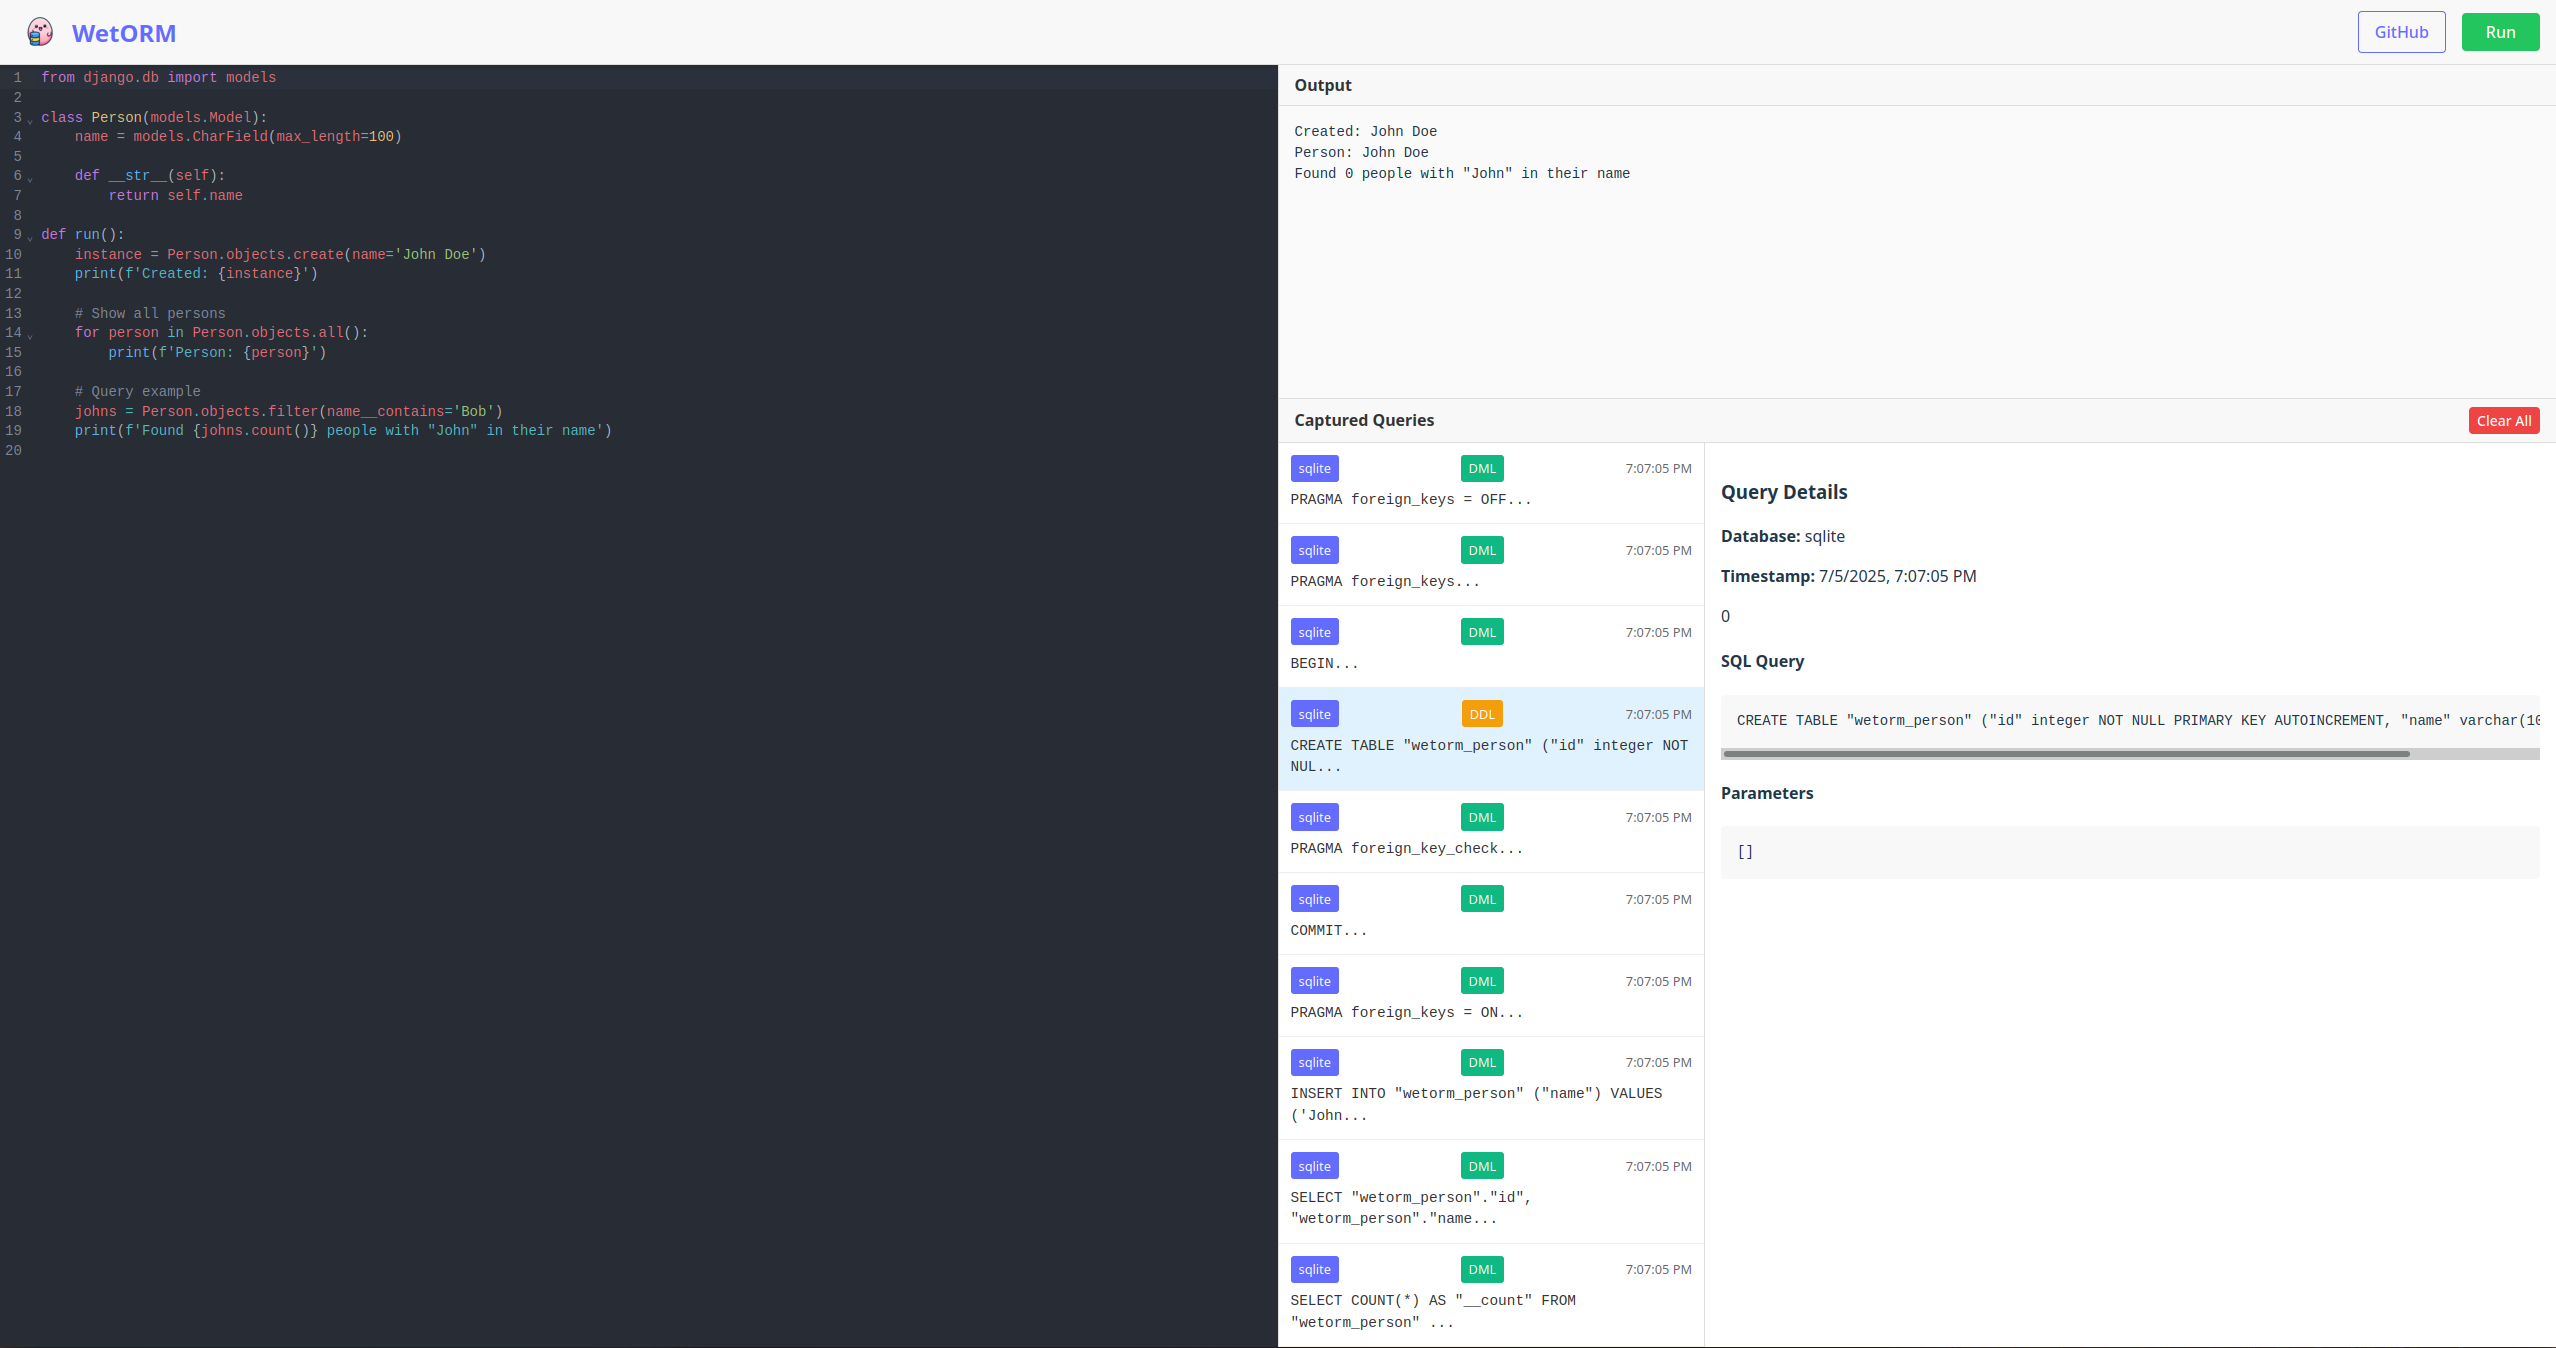 WetORM
GitHub
Run
1 from django.db import models
2
3 class Person(models.Model):
4     name = models.CharField(max_length=100)
5
6     def __str__(self):
7         return self.name
8
9 def run():
10     instance = Person.objects.create(name='John Doe')
11     print(f'Created: {instance}')
12
13     # Show all persons
14     for person in Person.objects.all():
15         print(f'Person: {person}')
16
17     # Query example
18     johns = Person.objects.filter(name__contains='Bob')
19     print(f'Found {johns.count()} people with "John" in their name')
20
Output
Created: John Doe
Person: John Doe
Found 0 people with "John" in their name
Captured Queries
Clear All
sqlite DML 7:07:05 PM
PRAGMA foreign_keys = OFF...
sqlite DML 7:07:05 PM
PRAGMA foreign_keys...
sqlite DML 7:07:05 PM
BEGIN...
sqlite DDL 7:07:05 PM
CREATE TABLE "wetorm_person" ("id" integer NOT
NUL...
sqlite DML 7:07:05 PM
PRAGMA foreign_key_check...
sqlite DML 7:07:05 PM
COMMIT...
sqlite DML 7:07:05 PM
PRAGMA foreign_keys = ON...
sqlite DML 7:07:05 PM
INSERT INTO "wetorm_person" ("name") VALUES
('John...
sqlite DML 7:07:05 PM
SELECT "wetorm_person"."id",
"wetorm_person"."name...
sqlite DML 7:07:05 PM
SELECT COUNT(*) AS "__count" FROM
"wetorm_person" ...
Query Details
Database: sqlite
Timestamp: 7/5/2025, 7:07:05 PM
0
SQL Query
CREATE TABLE "wetorm_person" ("id" integer NOT NULL PRIMARY KEY AUTOINCREMENT, "name" varchar(10
Parameters
[]